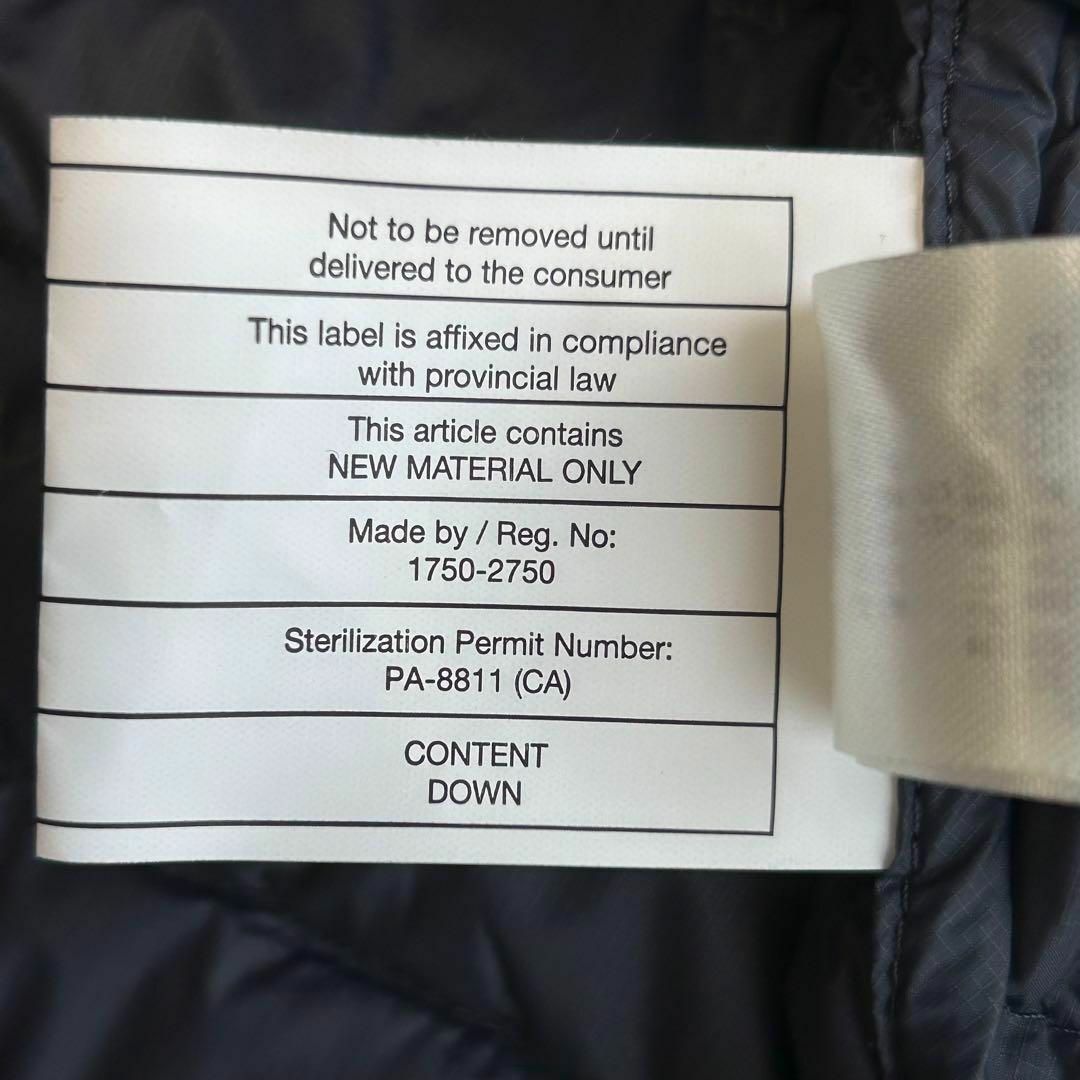 Not to be removed until
delivered to the consumer
This label is affixed in compliance
with provincial law
This article contains
NEW MATERIAL ONLY
Made by / Reg. No:
1750-2750
Sterilization Permit Number:
PA-8811 (CA)
CONTENT
DOWN